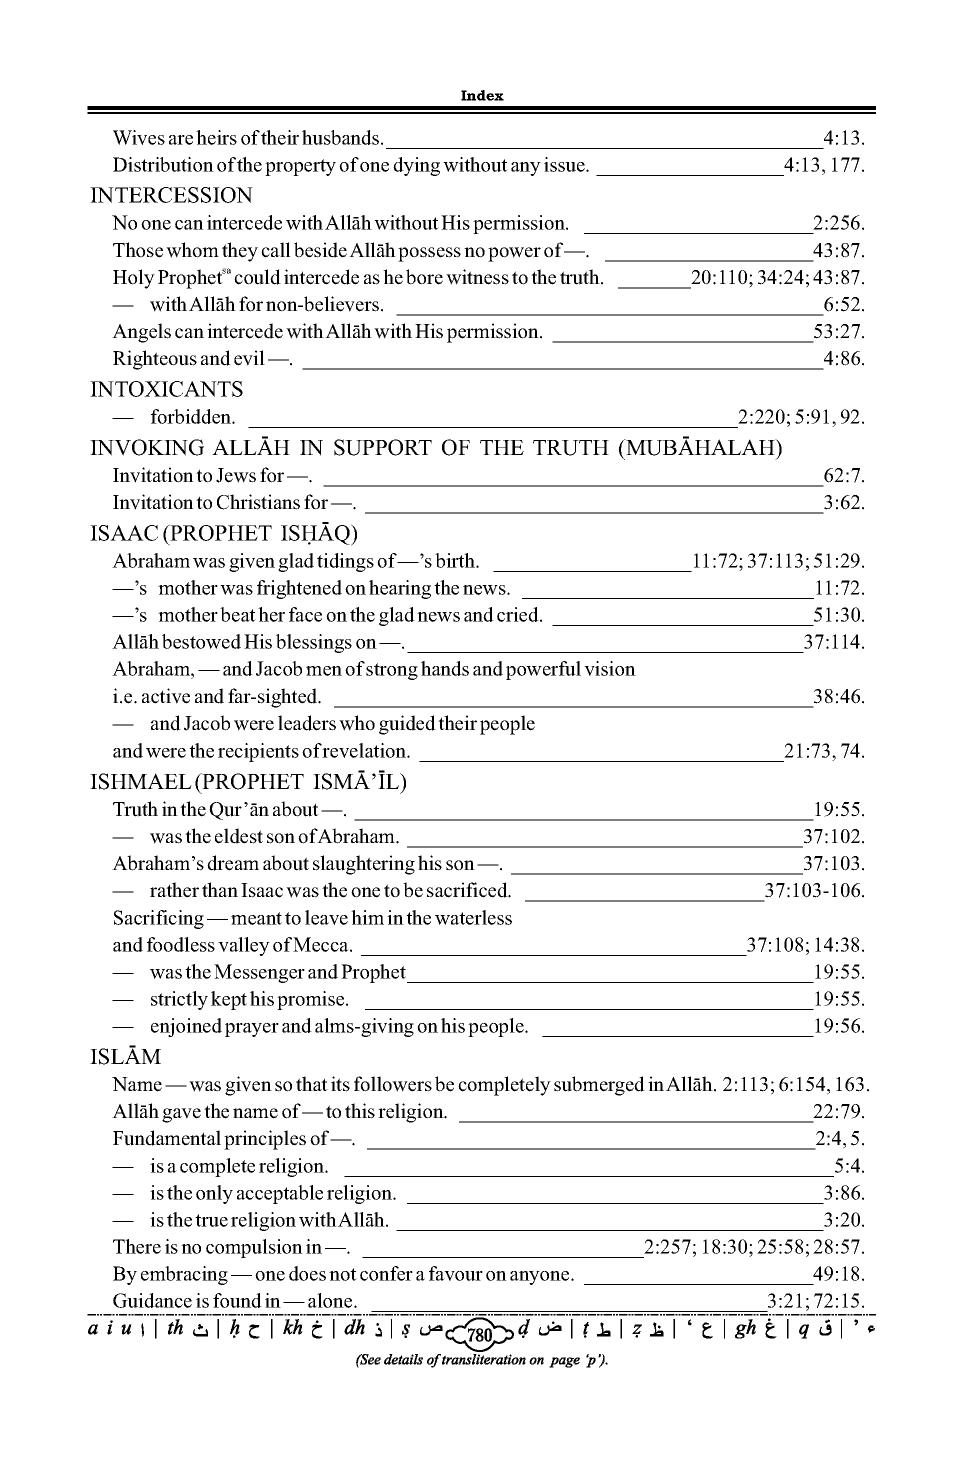 Index
Wives are heirs of their husbands. 4:13.
Distribution of the property of one dying without any issue. 4:13, 177.
INTERCESSION
No one can intercede with Allāh without His permission. 2:256.
Those whom they call beside Allāh possess no power of —. 43:87.
Holy Prophetsa could intercede as he bore witness to the truth. 20:110; 34:24; 43:87.
— with Allāh for non-believers. 6:52.
Angels can intercede with Allāh with His permission. 53:27.
Righteous and evil —. 4:86.
INTOXICANTS
— forbidden. 2:220; 5:91, 92.
INVOKING ALLĀH IN SUPPORT OF THE TRUTH (MUBĀHALAH)
Invitation to Jews for —. 62:7.
Invitation to Christians for —. 3:62.
ISAAC (PROPHET ISḤĀQ)
Abraham was given glad tidings of —’s birth. 11:72; 37:113; 51:29.
—’s mother was frightened on hearing the news. 11:72.
—’s mother beat her face on the glad news and cried. 51:30.
Allāh bestowed His blessings on —. 37:114.
Abraham, — and Jacob men of strong hands and powerful vision
i.e. active and far-sighted. 38:46.
— and Jacob were leaders who guided their people
and were the recipients of revelation. 21:73, 74.
ISHMAEL (PROPHET ISMĀ’ĪL)
Truth in the Qur’ān about —. 19:55.
— was the eldest son of Abraham. 37:102.
Abraham’s dream about slaughtering his son —. 37:103.
— rather than Isaac was the one to be sacrificed. 37:103-106.
Sacrificing — meant to leave him in the waterless
and foodless valley of Mecca. 37:108; 14:38.
— was the Messenger and Prophet 19:55.
— strictly kept his promise. 19:55.
— enjoined prayer and alms-giving on his people. 19:56.
ISLĀM
Name — was given so that its followers be completely submerged in Allāh. 2:113; 6:154, 163.
Allāh gave the name of — to this religion. 22:79.
Fundamental principles of —. 2:4, 5.
— is a complete religion. 5:4.
— is the only acceptable religion. 3:86.
— is the true religion with Allāh. 3:20.
There is no compulsion in —. 2:257; 18:30; 25:58; 28:57.
By embracing — one does not confer a favour on anyone. 49:18.
Guidance is found in — alone. 3:21; 72:15.
a i u ا | th ث | ḥ ح | kh خ | dh ذ | ṣ ص 780 ḍ ض | ṭ ط | ẓ ظ | ‘ ع | gh غ | q ق | ’ ء
(See details of transliteration on page ‘p’).